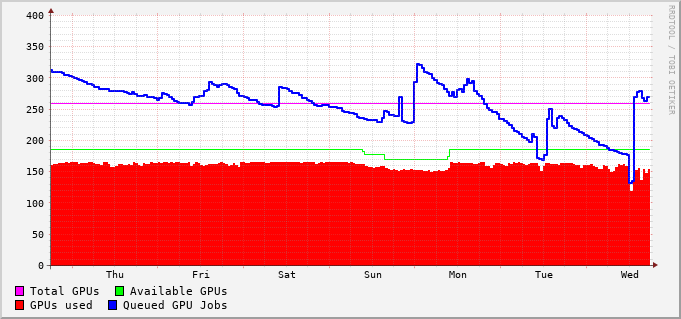 400
350
300
250
200
150
100
50
0
Thu Fri Sat Sun Mon Tue Wed
Total GPUs Available GPUs
GPUs used Queued GPU Jobs
RRDTOOL / TOBI OETIKER